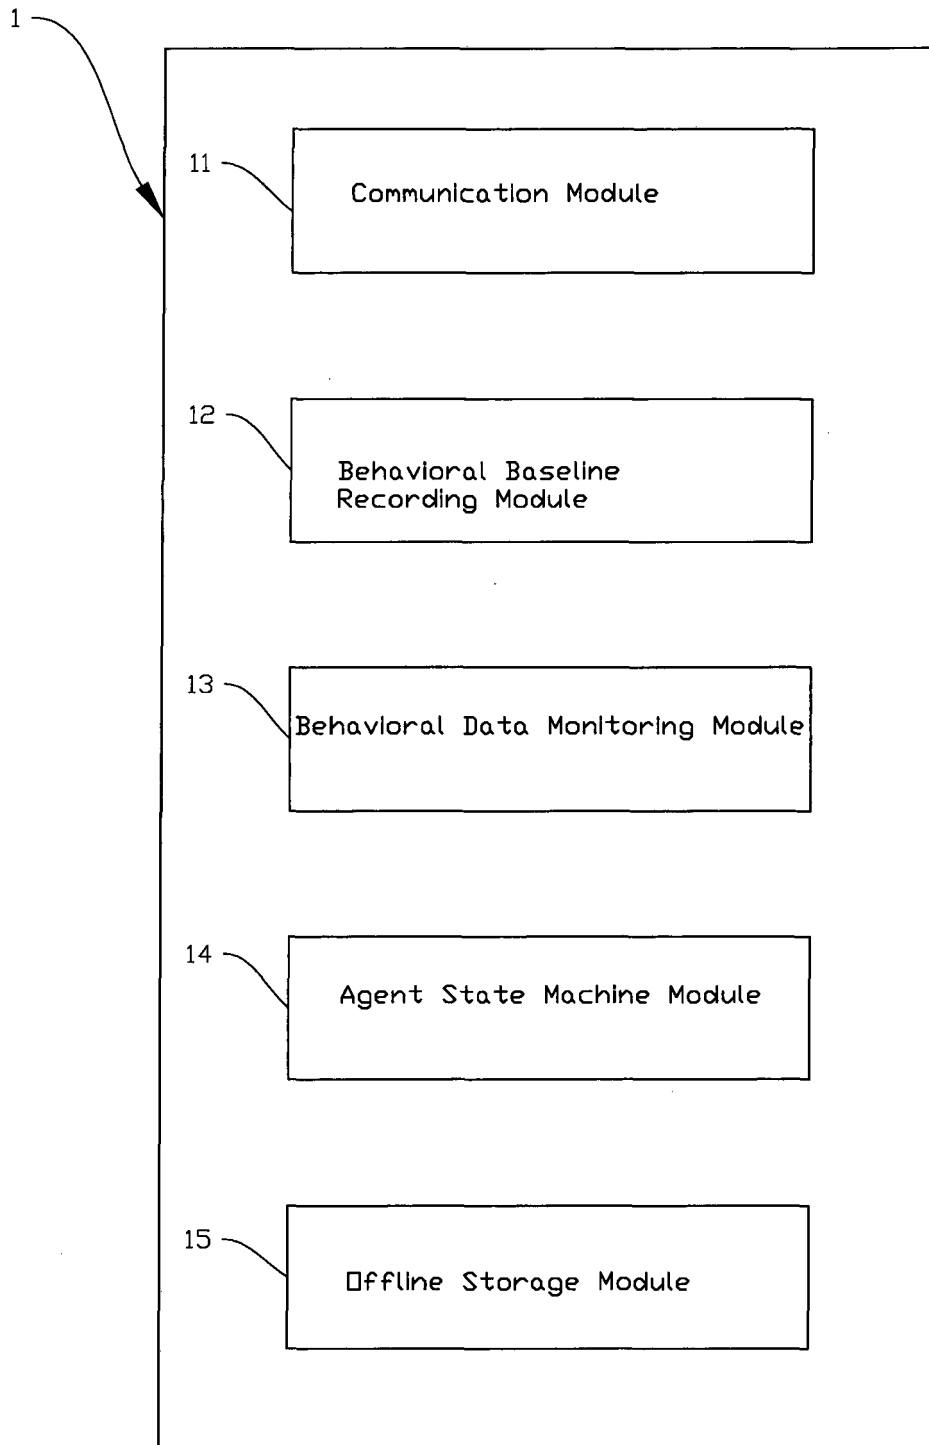 1
11
Communication Module
12
Behavioral Baseline
Recording Module
13
Behavioral Data Monitoring Module
14
Agent State Machine Module
15
Offline Storage Module